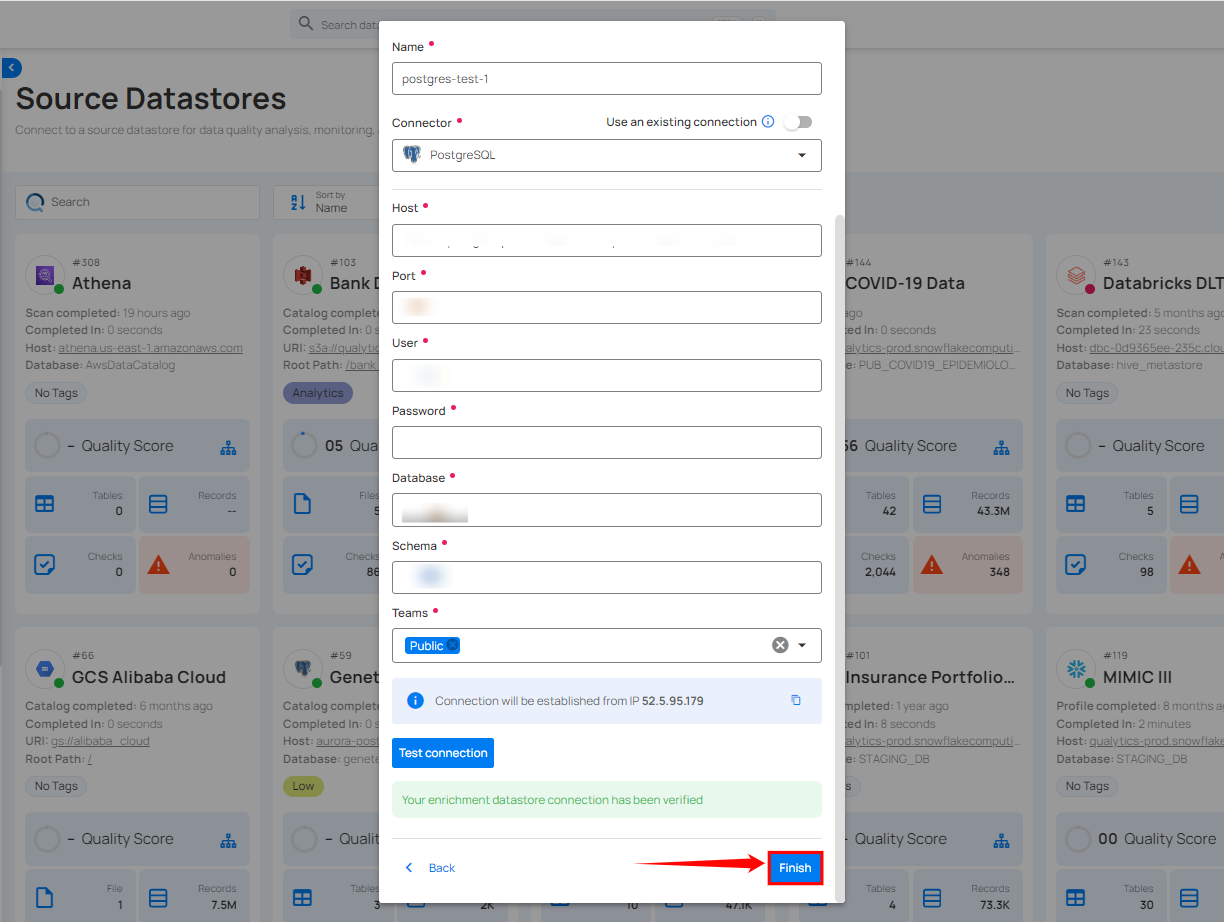 Search data
Source Datastores
Connect to a source datastore for data quality analysis, monitoring,
Search
Sort by
Name
#308
Athena
Scan completed: 19 hours ago
Completed In: 0 seconds
Host: athena.us-east-1.amazonaws.com
Database: AwsDataCatalog
No Tags
– Quality Score
Tables
0
Records
--
Checks
0
Anomalies
0
#103
Bank D
Catalog complete
Completed In: 0 s
URI: s3a://qualytic
Root Path: /bank_
Analytics
05 Qua
Files
5
Checks
86
#66
GCS Alibaba Cloud
Catalog completed: 6 months ago
Completed In: 0 seconds
URI: gs://alibaba_cloud
Root Path: /
No Tags
– Quality Score
File
1
Records
7.5M
#59
Genet
Catalog complete
Completed In: 0 s
Host: aurora-post
Database: genete
Low
– Quali
Tables
3
2K
Name
postgres-test-1
Connector
Use an existing connection
PostgreSQL
Host
Port
User
Password
Database
Schema
Teams
Public
Connection will be established from IP 52.5.95.179
Test connection
Your enrichment datastore connection has been verified
Back
Finish
10
47.1K
#144
COVID-19 Data
ago
ed In: 0 seconds
alytics-prod.snowflakecomputi...
e: PUB_COVID19_EPIDEMIOLO...
56 Quality Score
Tables
42
Records
43.3M
Checks
2,044
Anomalies
348
#143
Databricks DLT
Scan completed: 5 months ago
Completed In: 23 seconds
Host: dbc-0d9365ee-235c.clou
Database: hive_metastore
No Tags
– Quality Score
Tables
5
Checks
98
#101
Insurance Portfolio...
completed: 1 year ago
ed In: 8 seconds
alytics-prod.snowflakecomputi...
e: STAGING_DB
s
- Quality Score
Tables
4
Records
73.3K
#119
MIMIC III
Profile completed: 8 months ago
Completed In: 2 minutes
Host: qualytics-prod.snowflake
Database: STAGING_DB
No Tags
00 Quality Score
Tables
30